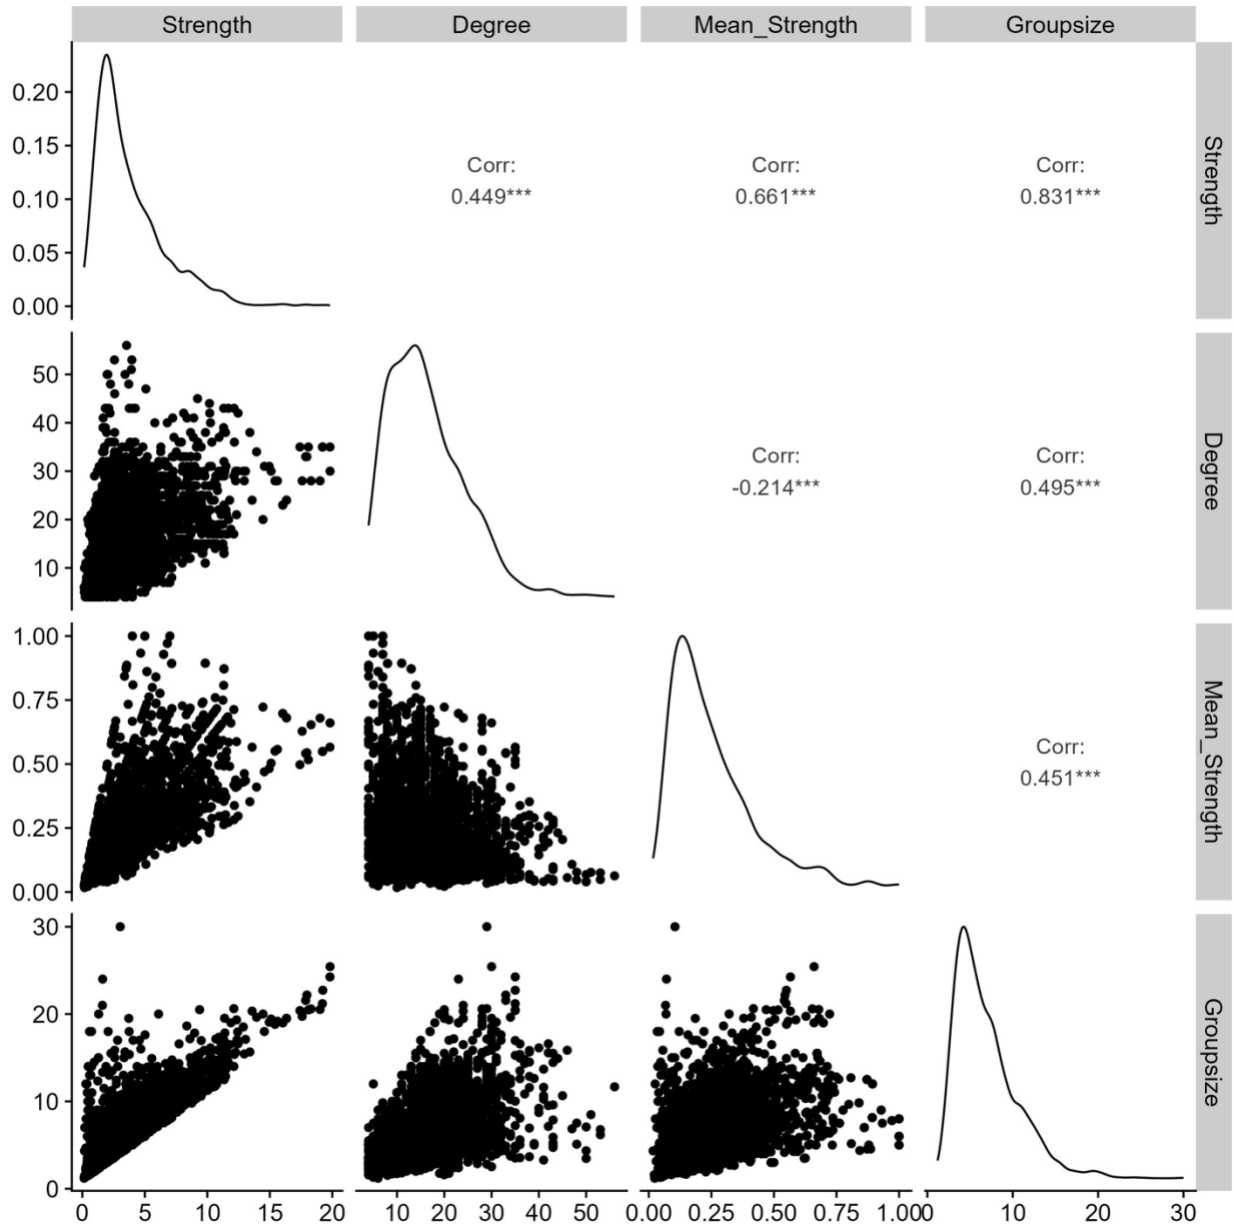 Strength Degree Mean_Strength Groupsize
0.20
0.15
0.10
0.05
0.00
Corr:
0.449***
Corr:
0.661***
Corr:
0.831***
Strength
50
40
30
20
10
Corr:
-0.214***
Corr:
0.495***
Degree
1.00
0.75
0.50
0.25
0.00
Corr:
0.451***
Mean_Strength
30
20
10
0
Groupsize
0 5 10 15 20 10 20 30 40 50 0.00 0.25 0.50 0.75 1.00 0 10 20 30